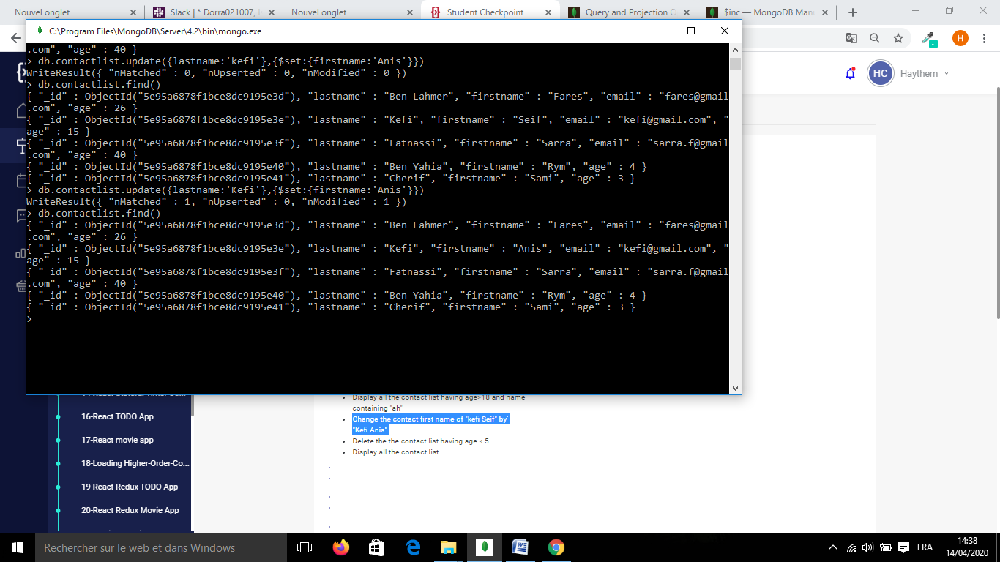 Nouvel onglet
Slack | * Dorra021007,
Nouvel onglet
Student Checkpoint
Query and Projection O
$inc — MongoDB Man
C:\Program Files\MongoDB\Server\4.2\bin\mongo.exe
HC
Haythem
H
.com", "age" : 40 }
> db.contactlist.update({lastname:'kefi'},{$set:{firstname:'Anis'}})
WriteResult({ "nMatched" : 0, "nUpserted" : 0, "nModified" : 0 })
> db.contactlist.find()
{ "_id" : ObjectId("5e95a6878f1bce8dc9195e3d"), "lastname" : "Ben Lahmer", "firstname" : "Fares", "email" : "fares@gmail
.com", "age" : 26 }
{ "_id" : ObjectId("5e95a6878f1bce8dc9195e3e"), "lastname" : "Kefi", "firstname" : "Seif", "email" : "kefi@gmail.com", "
age" : 15 }
{ "_id" : ObjectId("5e95a6878f1bce8dc9195e3f"), "lastname" : "Fatnassi", "firstname" : "Sarra", "email" : "sarra.f@gmail
.com", "age" : 40 }
{ "_id" : ObjectId("5e95a6878f1bce8dc9195e40"), "lastname" : "Ben Yahia", "firstname" : "Rym", "age" : 4 }
{ "_id" : ObjectId("5e95a6878f1bce8dc9195e41"), "lastname" : "Cherif", "firstname" : "Sami", "age" : 3 }
> db.contactlist.update({lastname:'Kefi'},{$set:{firstname:'Anis'}})
WriteResult({ "nMatched" : 1, "nUpserted" : 0, "nModified" : 1 })
> db.contactlist.find()
{ "_id" : ObjectId("5e95a6878f1bce8dc9195e3d"), "lastname" : "Ben Lahmer", "firstname" : "Fares", "email" : "fares@gmail
.com", "age" : 26 }
{ "_id" : ObjectId("5e95a6878f1bce8dc9195e3e"), "lastname" : "Kefi", "firstname" : "Anis", "email" : "kefi@gmail.com", "
age" : 15 }
{ "_id" : ObjectId("5e95a6878f1bce8dc9195e3f"), "lastname" : "Fatnassi", "firstname" : "Sarra", "email" : "sarra.f@gmail
.com", "age" : 40 }
{ "_id" : ObjectId("5e95a6878f1bce8dc9195e40"), "lastname" : "Ben Yahia", "firstname" : "Rym", "age" : 4 }
{ "_id" : ObjectId("5e95a6878f1bce8dc9195e41"), "lastname" : "Cherif", "firstname" : "Sami", "age" : 3 }
>
Display all the contact list having age>18 and name
containing "ah"
Change the contact first name of "kefi Seif" by'
"Kefi Anis"
Delete the the contact list having age < 5
Display all the contact list
16-React TODO App
17-React movie app
18-Loading Higher-Order-Co...
19-React Redux TODO App
20-React Redux Movie App
Rechercher sur le web et dans Windows
FRA
14:38
14/04/2020